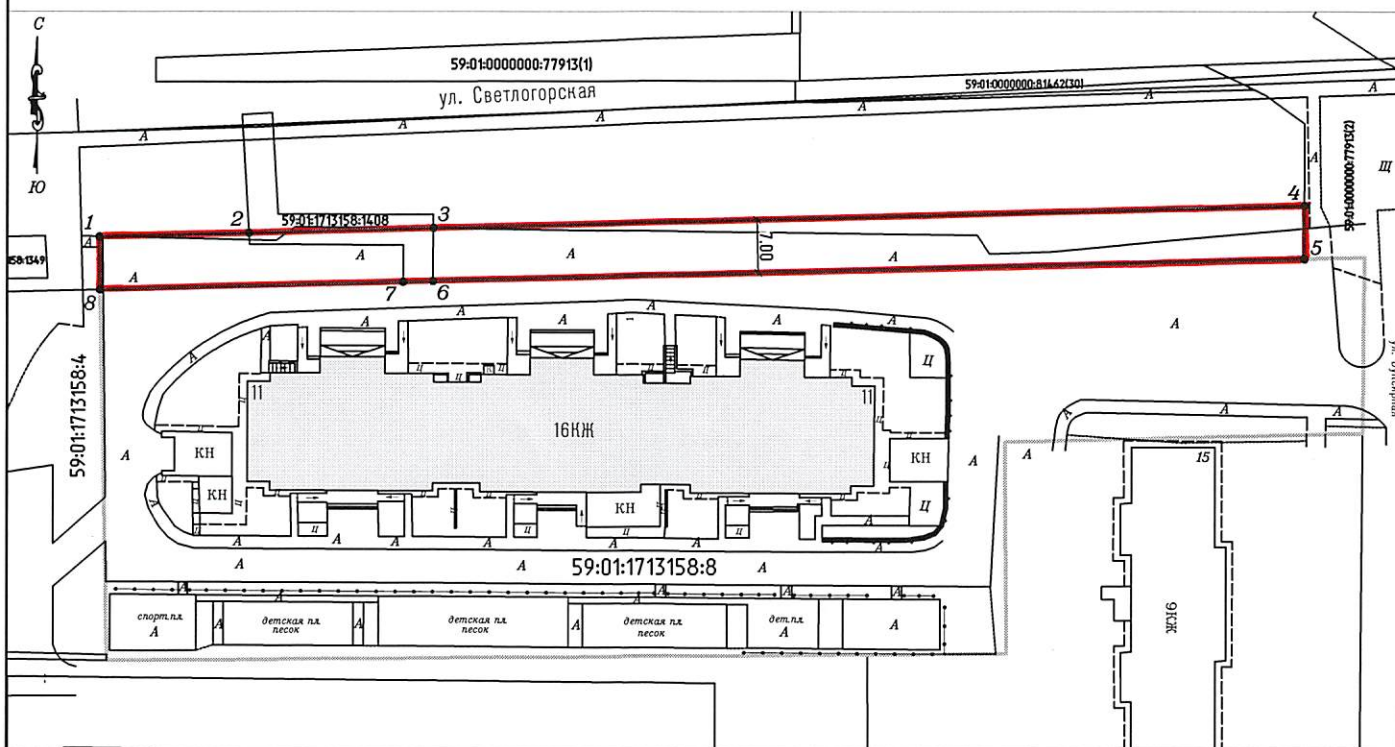 С
Ю
59:01:0000000:77913(1)
ул. Светлогорская
59:01:0000000:81462(30)
А
А
А
А
А
А
А
59:01:0000000:77913(2)
Щ
1
2
59:01:1713158:1408
3
4
А
А
А
7.00
А
5
А
8
7
6
А
59:01:1713158:4
А
А
А
А
А
А
А
А
Ц
ц
ц
ц
ц
11
16КЖ
11
КН
КН
КН
КН
Ц
А
А
А
А
А
А
А
А
А
А
А
А
А
А
59:01:1713158:8
А
15
9КЖ
А
А
А
А
А
А
А
спорт.пл.
А
А
детская пл.
песок
А
детская пл.
песок
детская пл.
песок
дет.пл.
А
А